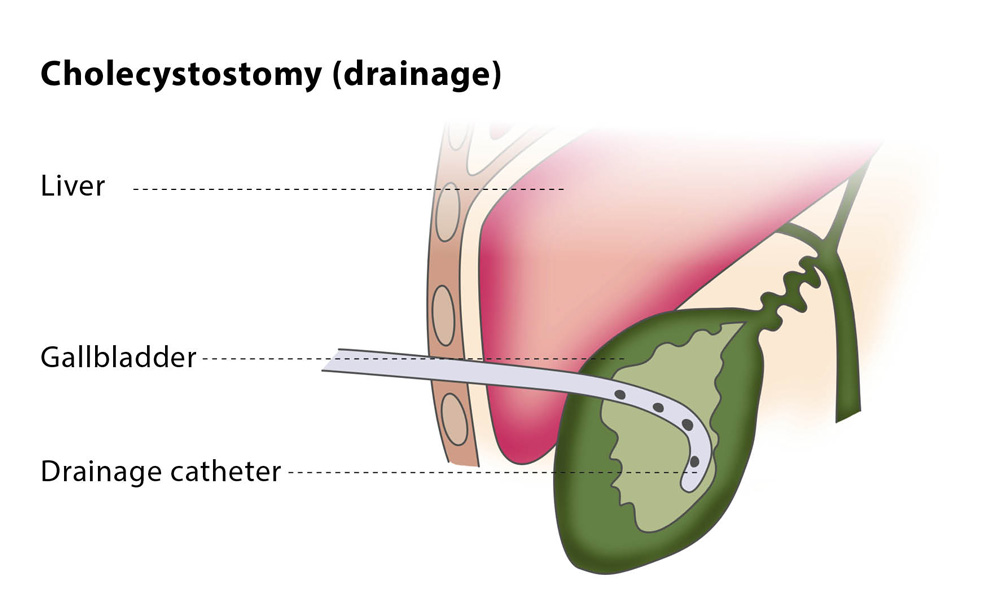 Cholecystostomy (drainage)
Liver
Gallbladder
Drainage catheter